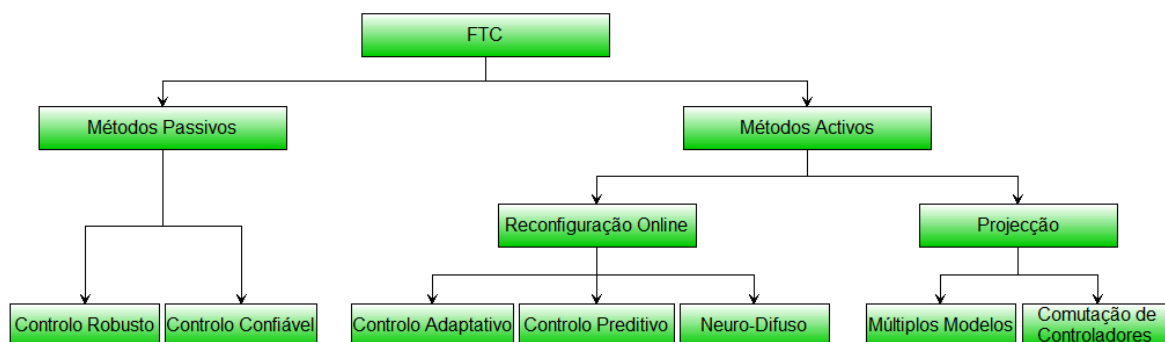 FTC
Métodos Passivos
Métodos Activos
Reconfiguração Online
Projecção
Controlo Robusto
Controlo Confiável
Controlo Adaptativo
Controlo Preditivo
Neuro-Difuso
Múltiplos Modelos
Comutação de
Controladores